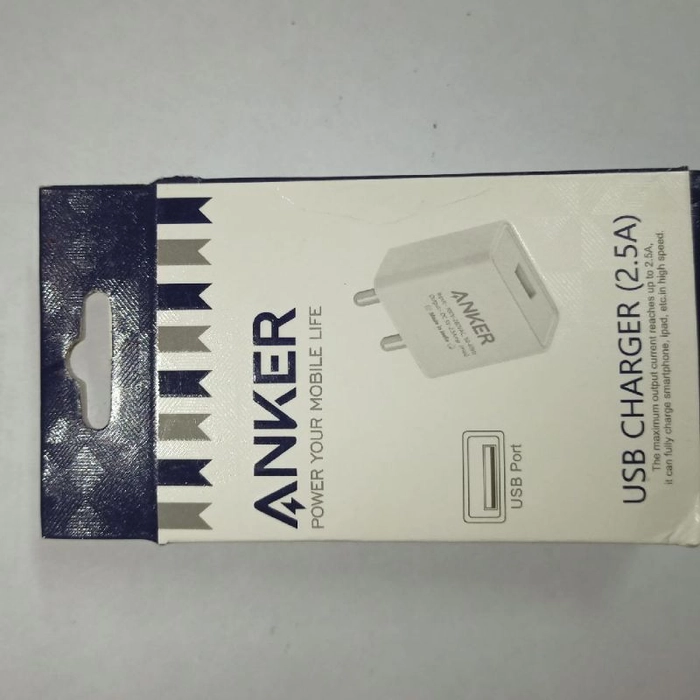 ANKER
POWER YOUR MOBILE LIFE
ANKER
USB Port
USB CHARGER (2.5A)
The maximum output current reaches up to 2.5A,
it can fully charge smartphone, ipad, etc.in high speed.